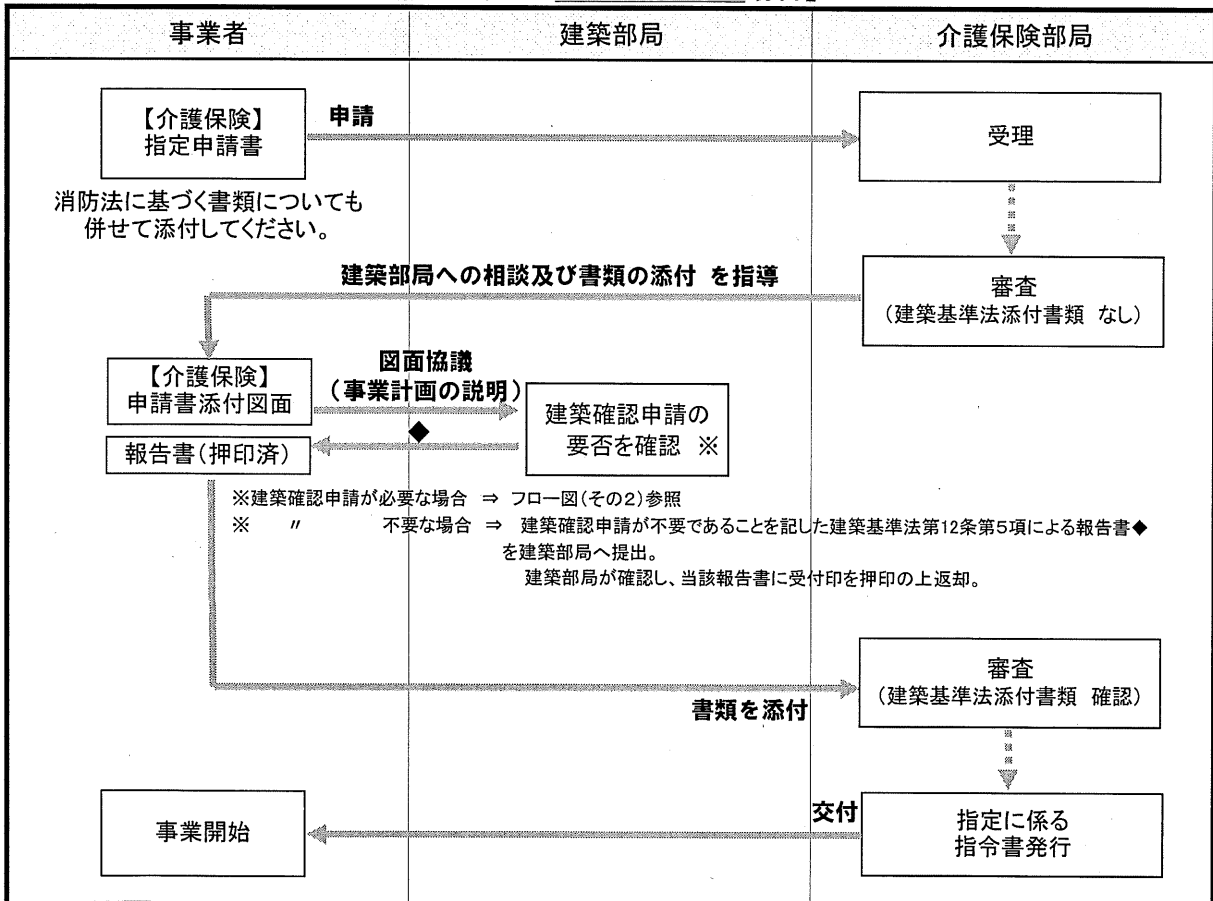 事業者
建築部局
介護保険部局
【介護保険】
指定申請書
申請
受理
消防法に基づく書類についても
併せて添付してください。
建築部局への相談及び書類の添付 を指導
審査
(建築基準法添付書類 なし)
【介護保険】
申請書添付図面
図面協議
(事業計画の説明)
建築確認申請の
要否を確認 ※
◆
報告書(押印済)
※建築確認申請が必要な場合 ⇒ フロー図(その2)参照
※ 〃 不要な場合 ⇒ 建築確認申請が不要であることを記した建築基準法第12条第5項による報告書◆
を建築部局へ提出。
建築部局が確認し、当該報告書に受付印を押印の上返却。
審査
(建築基準法添付書類 確認)
書類を添付
事業開始
交付
指定に係る
指令書発行